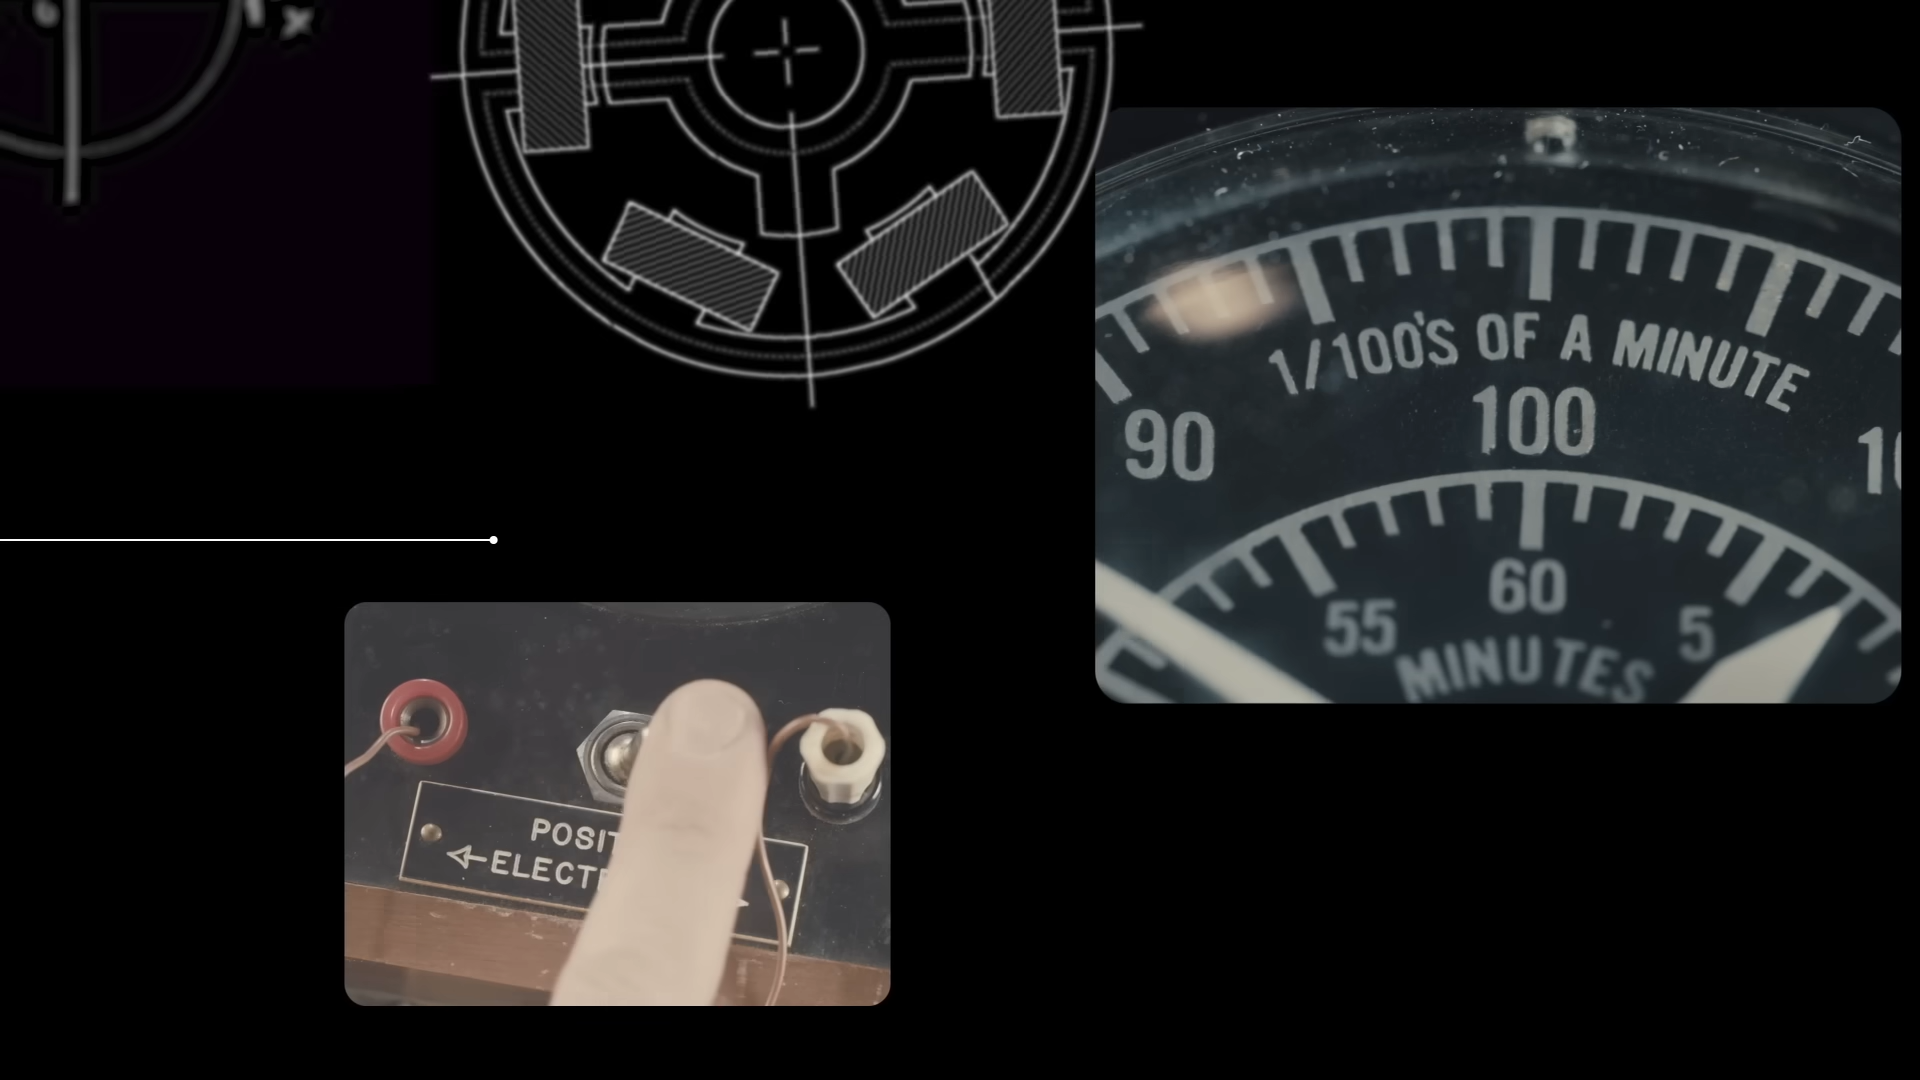 1/100'S OF A MINUTE
90 100
55 60 5
MINUTES
POSIT
←ELECT